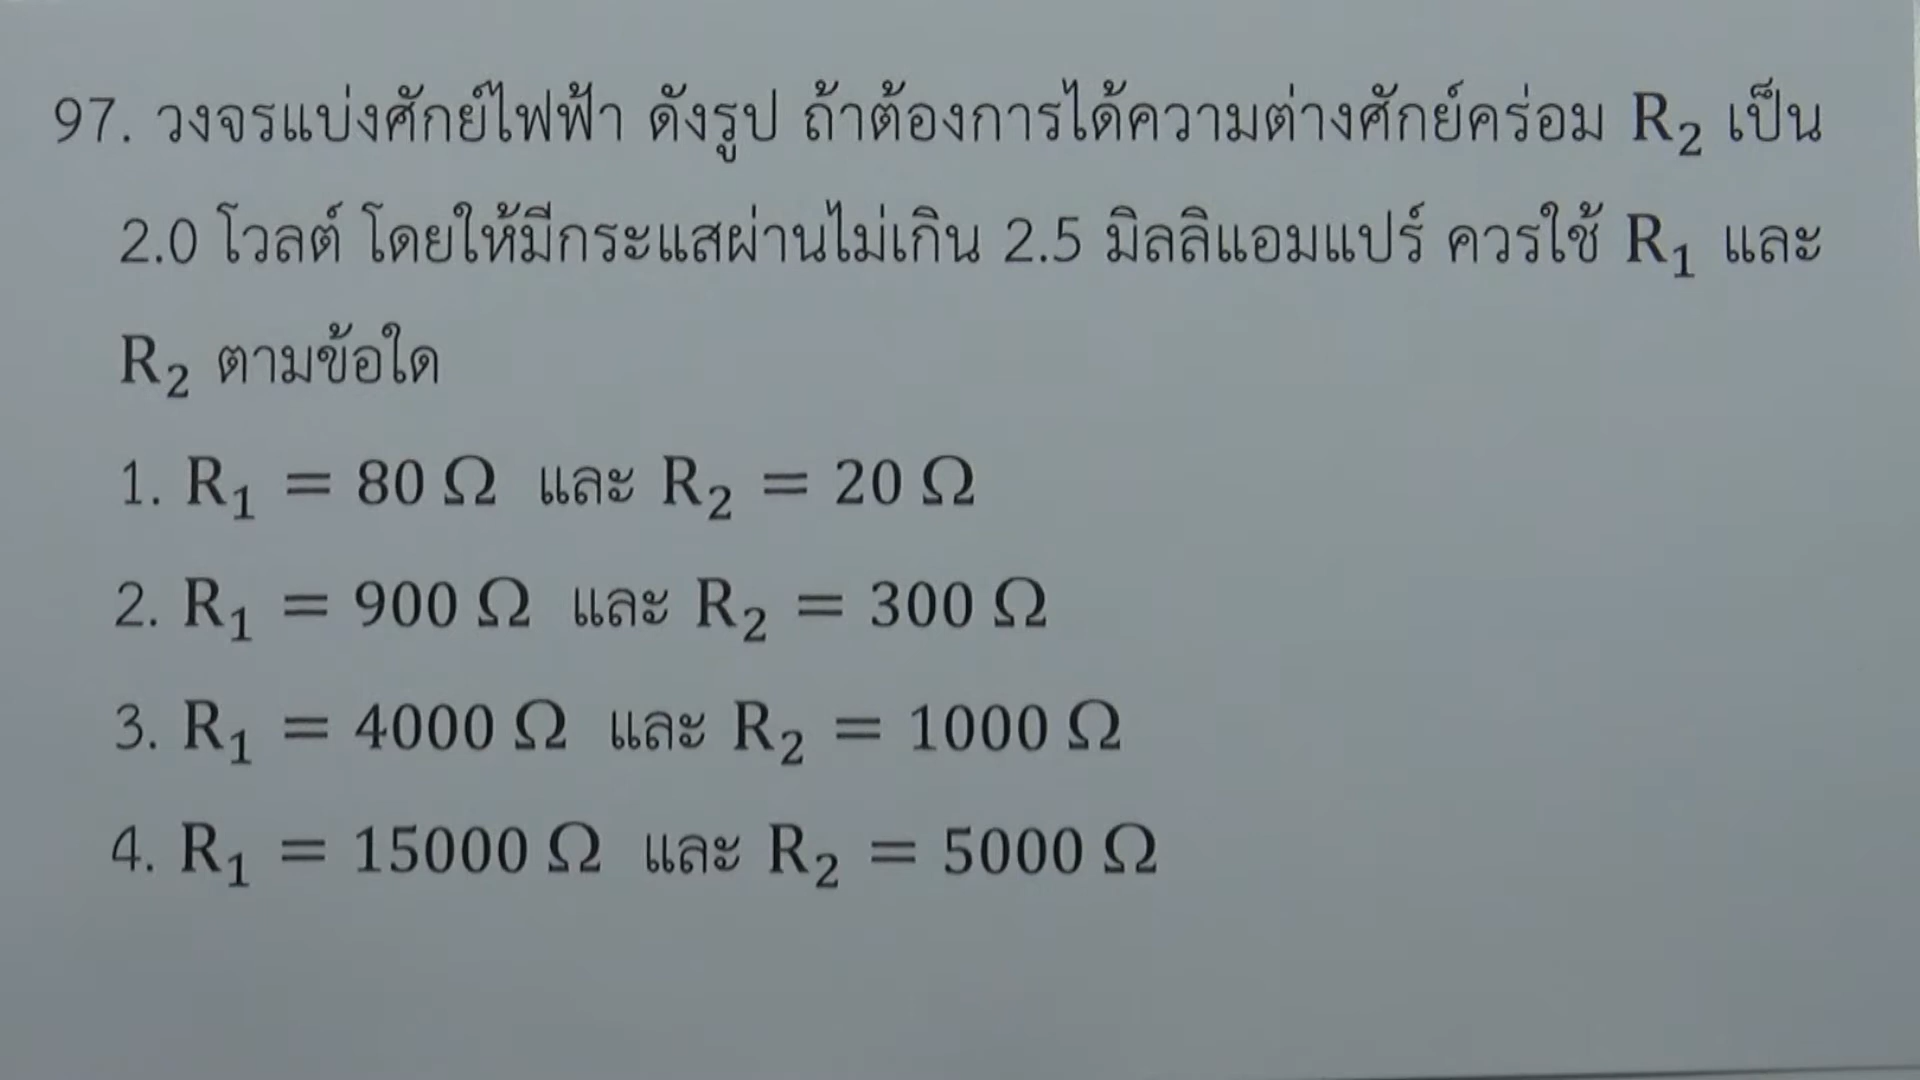 97. วงจรแบ่งศักย์ไฟฟ้า ดังรูป ถ้าต้องการได้ความต่างศักย์คร่อม R₂ เป็น
2.0 โวลต์ โดยให้มีกระแสผ่านไม่เกิน 2.5 มิลลิแอมแปร์ ควรใช้ R₁ และ
R₂ ตามข้อใด
1. R₁ = 80 Ω และ R₂ = 20 Ω
2. R₁ = 900 Ω และ R₂ = 300 Ω
3. R₁ = 4000 Ω และ R₂ = 1000 Ω
4. R₁ = 15000 Ω และ R₂ = 5000 Ω